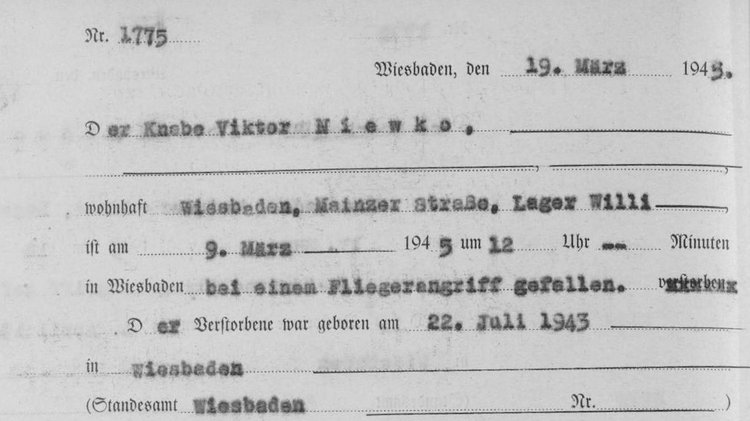 Nr. 1775
Wiesbaden, den 19. März 1945.
Der Knabe Viktor Niewko,
wohnhaft Wiesbaden, Mainzer Straße, Lager Willi
ist am 9. März 1945 um 12 Uhr -- Minuten
in Wiesbaden bei einem Fliegerangriff gefallen. verstorben
Der Verstorbene war geboren am 22. Juli 1943
in Wiesbaden
(Standesamt Wiesbaden Nr. )